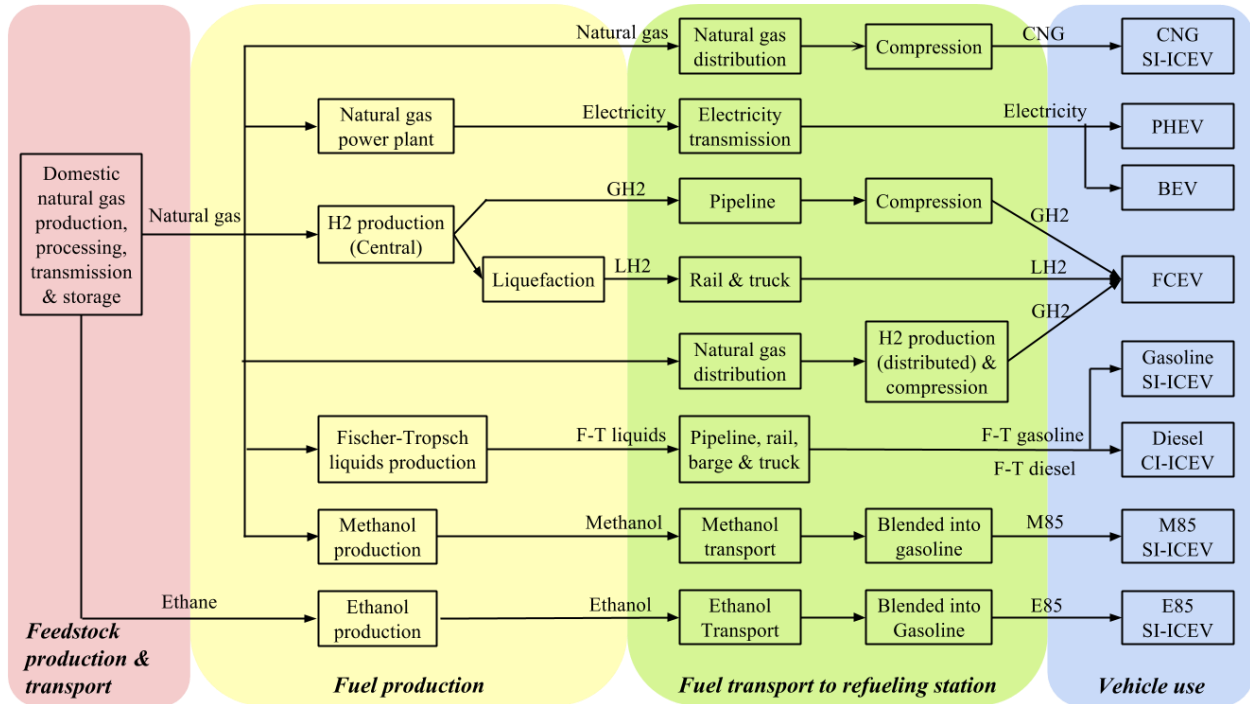 Natural gas
Natural gas
distribution
Compression
CNG
CNG
SI-ICEV
Natural gas
power plant
Electricity
Electricity
transmission
Electricity
PHEV
BEV
Domestic
natural gas
production,
processing,
transmission
& storage
Natural gas
H2 production
(Central)
GH2
Pipeline
Compression
GH2
Liquefaction
LH2
Rail & truck
LH2
FCEV
GH2
Natural gas
distribution
H2 production
(distributed) &
compression
Gasoline
SI-ICEV
Fischer-Tropsch
liquids production
F-T liquids
Pipeline, rail,
barge & truck
F-T gasoline
F-T diesel
Diesel
CI-ICEV
Methanol
production
Methanol
Methanol
transport
Blended into
gasoline
M85
M85
SI-ICEV
Ethane
Ethanol
production
Ethanol
Ethanol
Transport
Blended into
Gasoline
E85
E85
SI-ICEV
Feedstock
production &
transport
Fuel production
Fuel transport to refueling station
Vehicle use